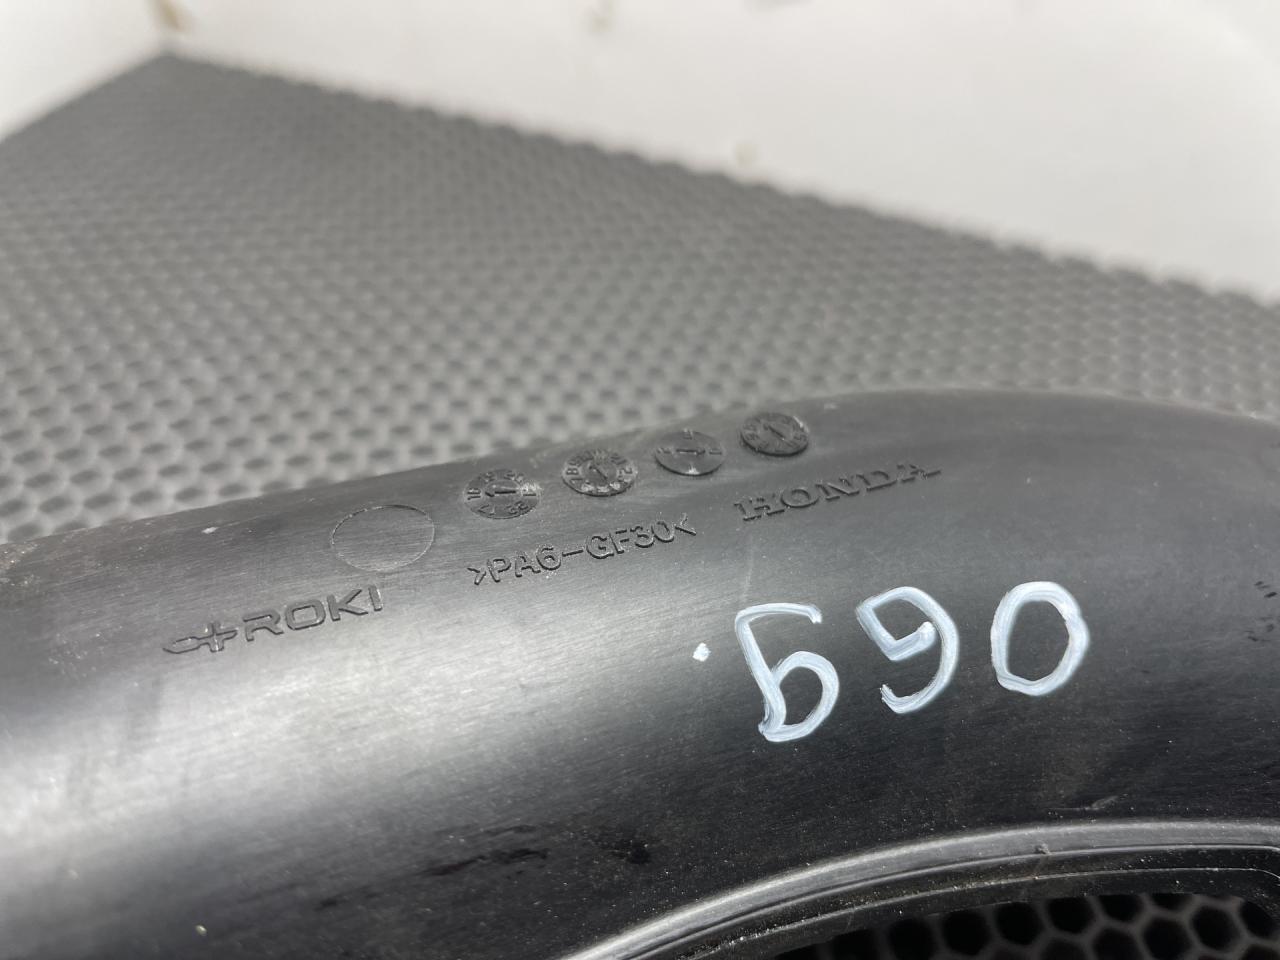 ROKI
>PA6-GF30<
HONDA
Б90